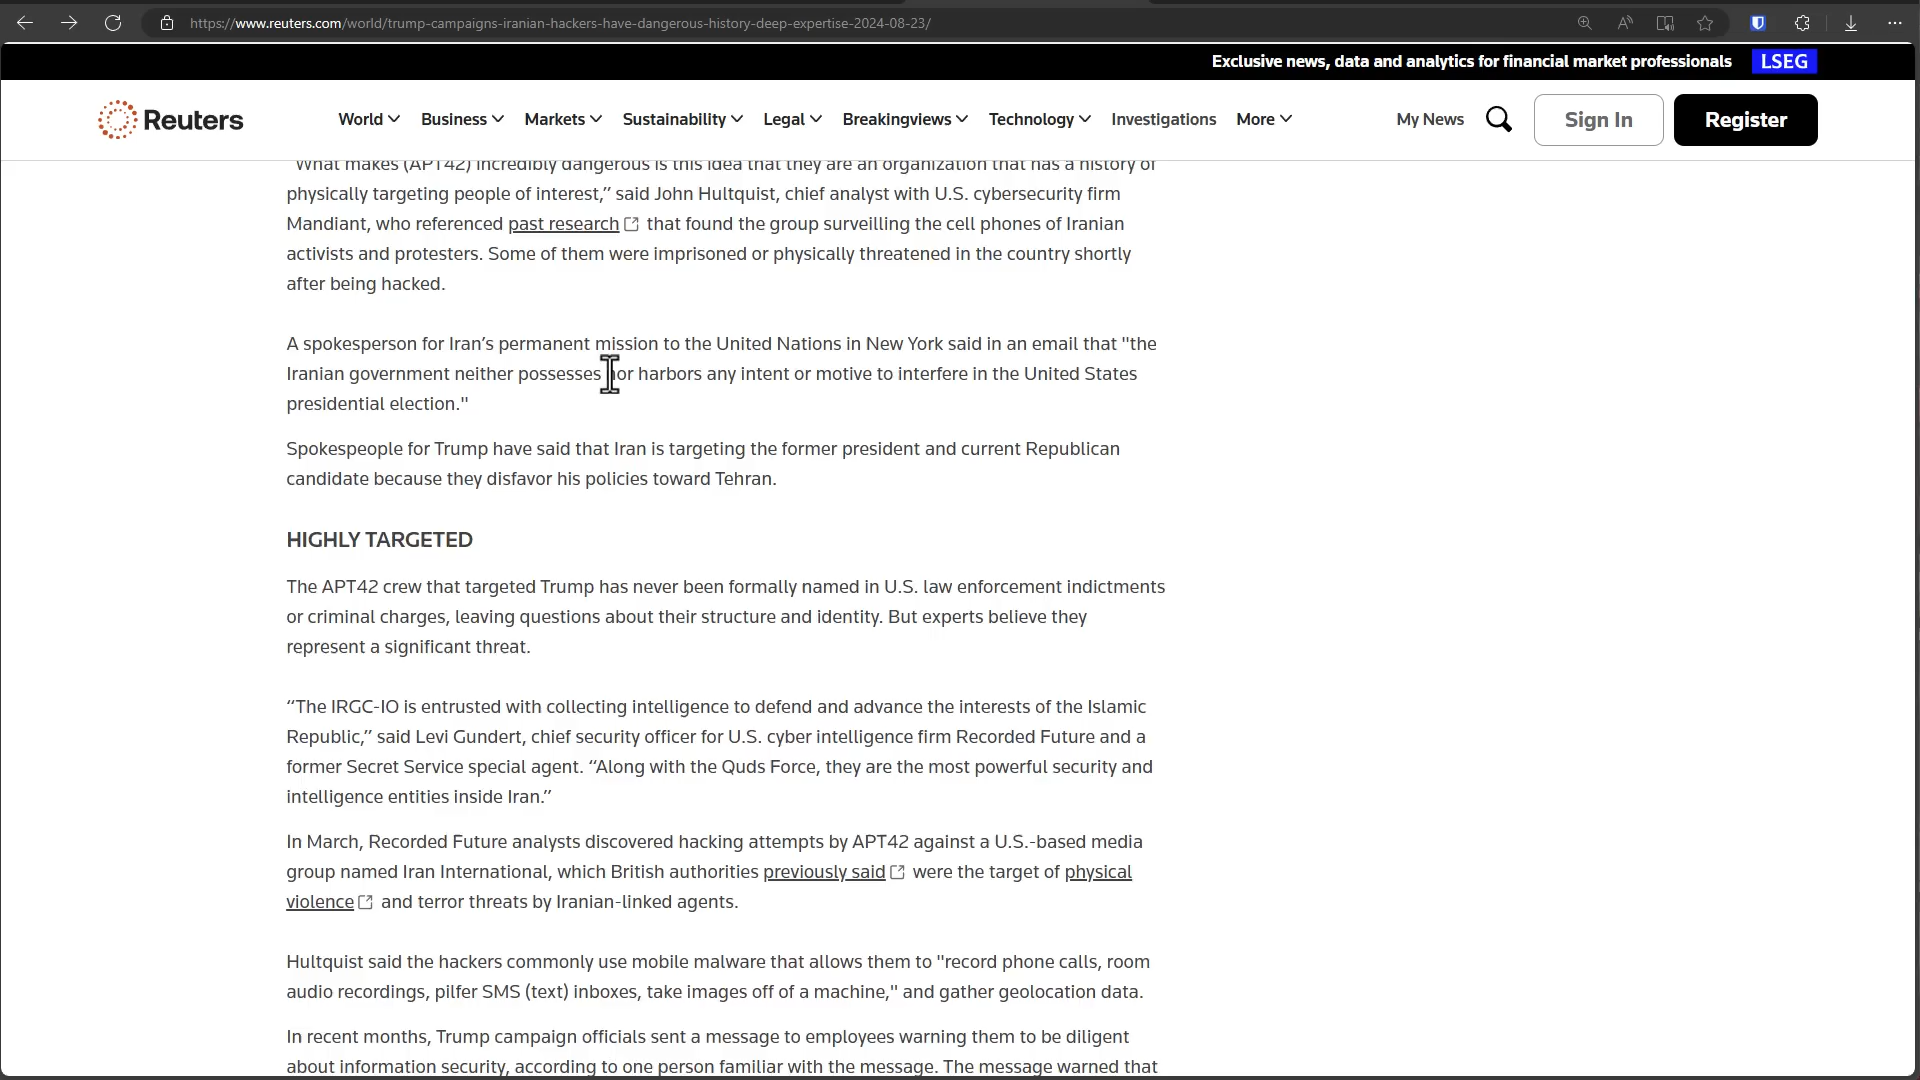 https://www.reuters.com/world/trump-campaigns-iranian-hackers-have-dangerous-history-deep-expertise-2024-08-23/
Exclusive news, data and analytics for financial market professionals LSEG
Reuters World Business Markets Sustainability Legal Breakingviews Technology Investigations More My News Sign In Register
"What makes (APT42) incredibly dangerous is this idea that they are an organization that has a history of
physically targeting people of interest,” said John Hultquist, chief analyst with U.S. cybersecurity firm
Mandiant, who referenced past research that found the group surveilling the cell phones of Iranian
activists and protesters. Some of them were imprisoned or physically threatened in the country shortly
after being hacked.
A spokesperson for Iran’s permanent mission to the United Nations in New York said in an email that "the
Iranian government neither possesses nor harbors any intent or motive to interfere in the United States
presidential election."
Spokespeople for Trump have said that Iran is targeting the former president and current Republican
candidate because they disfavor his policies toward Tehran.
HIGHLY TARGETED
The APT42 crew that targeted Trump has never been formally named in U.S. law enforcement indictments
or criminal charges, leaving questions about their structure and identity. But experts believe they
represent a significant threat.
“The IRGC-IO is entrusted with collecting intelligence to defend and advance the interests of the Islamic
Republic,” said Levi Gundert, chief security officer for U.S. cyber intelligence firm Recorded Future and a
former Secret Service special agent. “Along with the Quds Force, they are the most powerful security and
intelligence entities inside Iran.”
In March, Recorded Future analysts discovered hacking attempts by APT42 against a U.S.-based media
group named Iran International, which British authorities previously said were the target of physical
violence and terror threats by Iranian-linked agents.
Hultquist said the hackers commonly use mobile malware that allows them to "record phone calls, room
audio recordings, pilfer SMS (text) inboxes, take images off of a machine," and gather geolocation data.
In recent months, Trump campaign officials sent a message to employees warning them to be diligent
about information security, according to one person familiar with the message. The message warned that